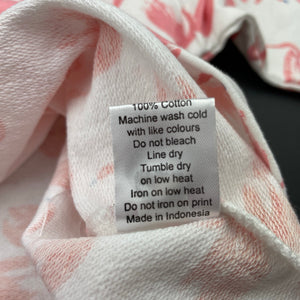 100% Cotton
Machine wash cold
with like colours
Do not bleach
Line dry
Tumble dry
on low heat
Iron on low heat
Do not iron on print
Made in Indonesia